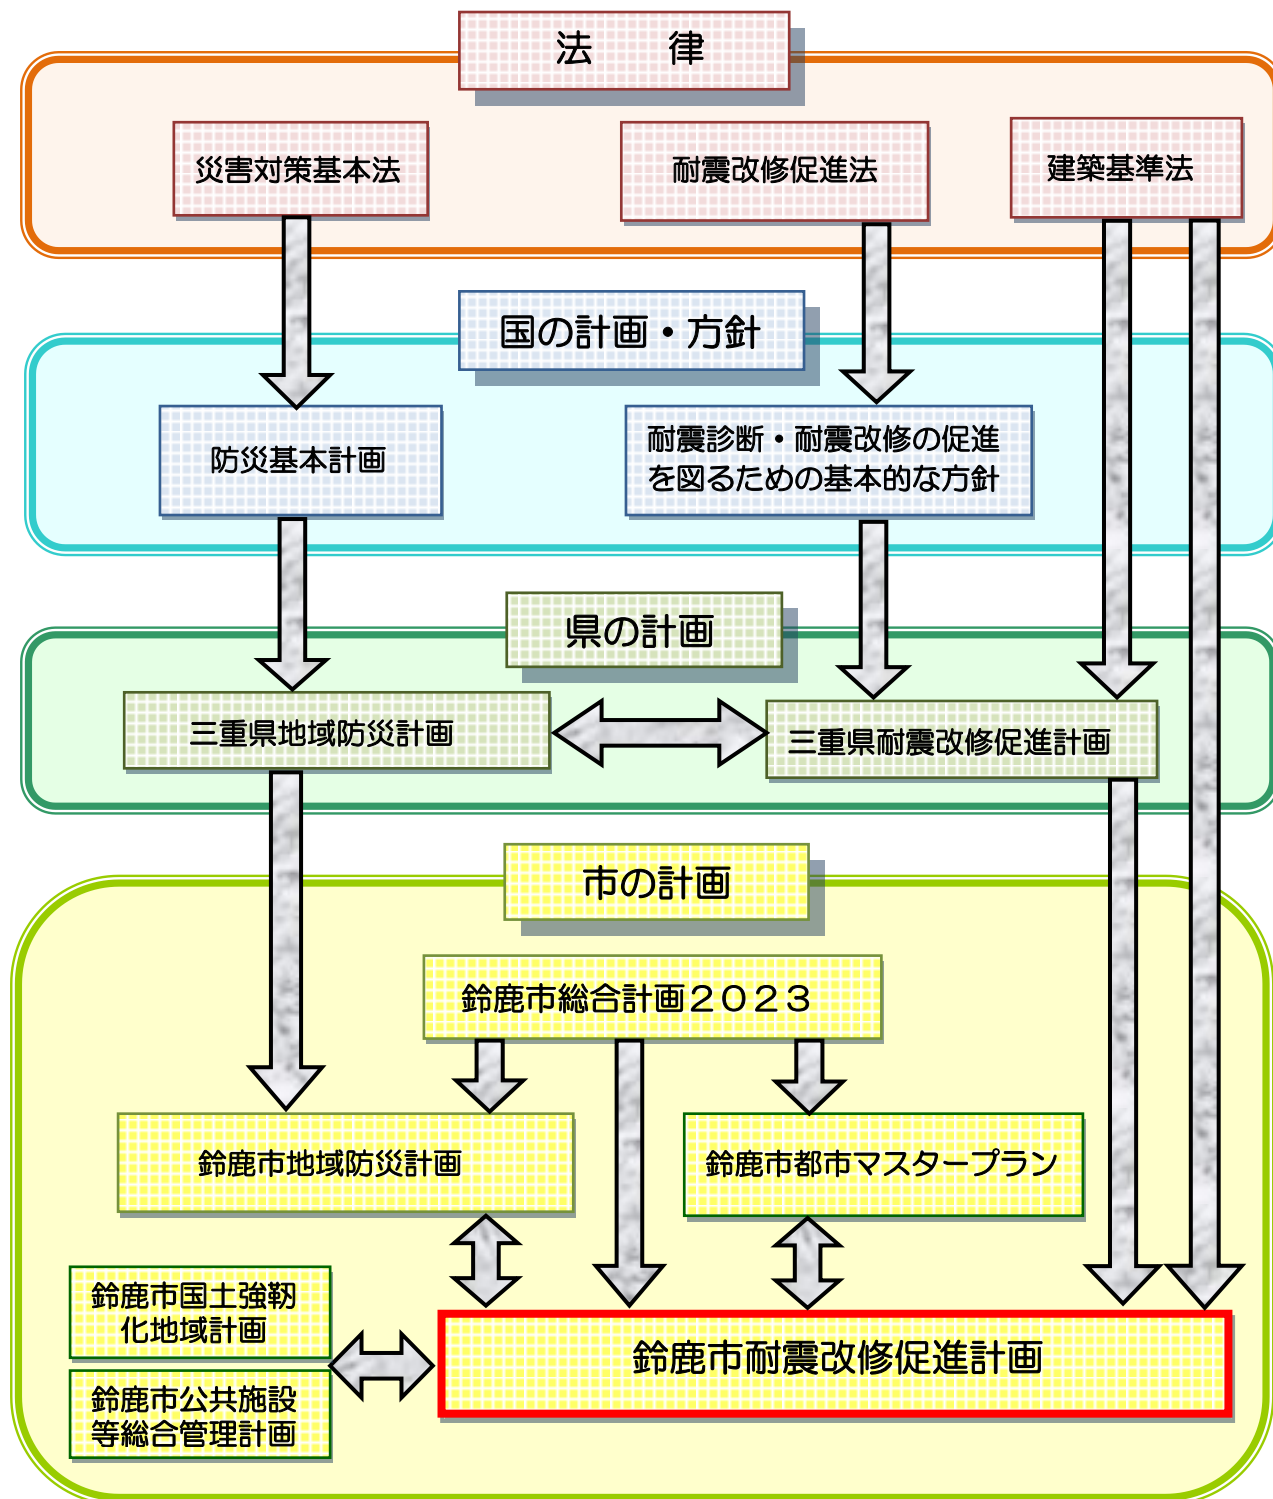 法　　律
災害対策基本法
耐震改修促進法
建築基準法
国の計画・方針
防災基本計画
耐震診断・耐震改修の促進
を図るための基本的な方針
県の計画
三重県地域防災計画
三重県耐震改修促進計画
市の計画
鈴鹿市総合計画２０２３
鈴鹿市地域防災計画
鈴鹿市都市マスタープラン
鈴鹿市国土強靭
化地域計画
鈴鹿市耐震改修促進計画
鈴鹿市公共施設
等総合管理計画